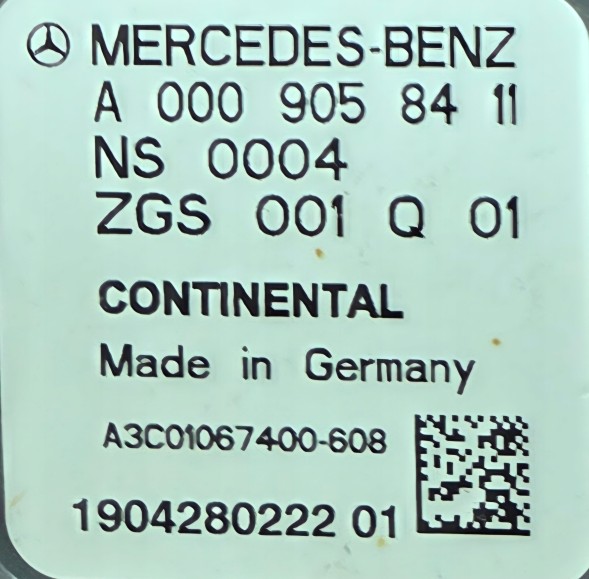 MERCEDES-BENZ
A 000 905 84 11
NS 0004
ZGS 001 Q 01
CONTINENTAL
Made in Germany
A3C01067400-608
1904280222 01